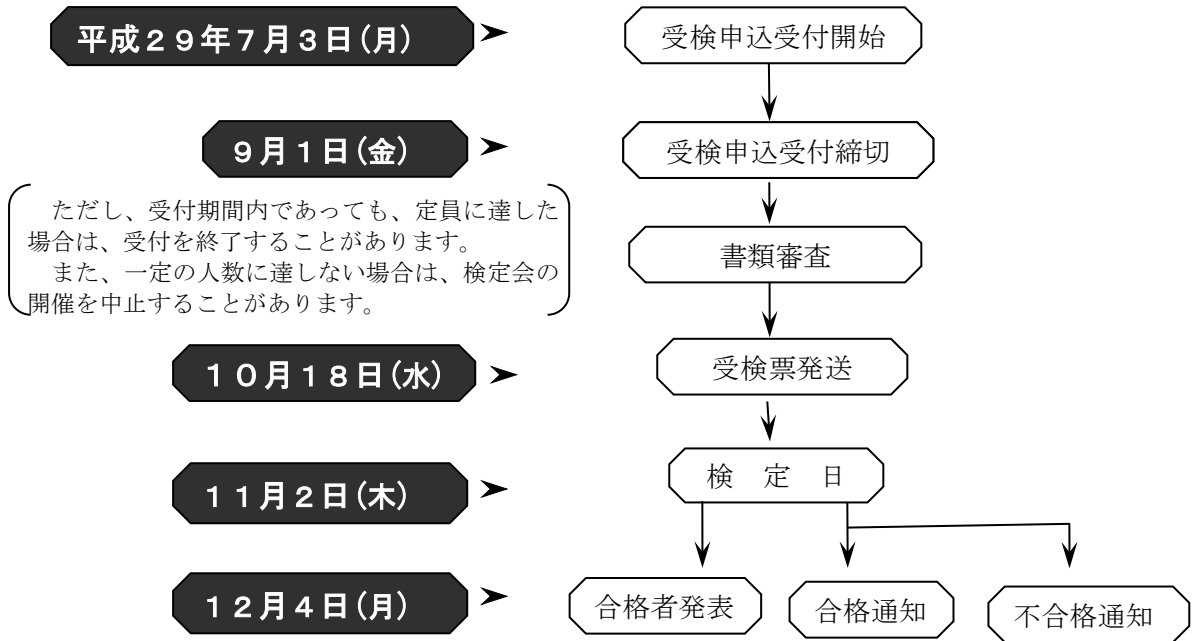 平成２９年７月３日(月)
受検申込受付開始
９月１日(金)
受検申込受付締切
ただし、受付期間内であっても、定員に達した
場合は、受付を終了することがあります。
また、一定の人数に達しない場合は、検定会の
開催を中止することがあります。
書類審査
１０月１８日(水)
受検票発送
１１月２日(木)
検　定　日
１２月４日(月)
合格者発表
合格通知
不合格通知